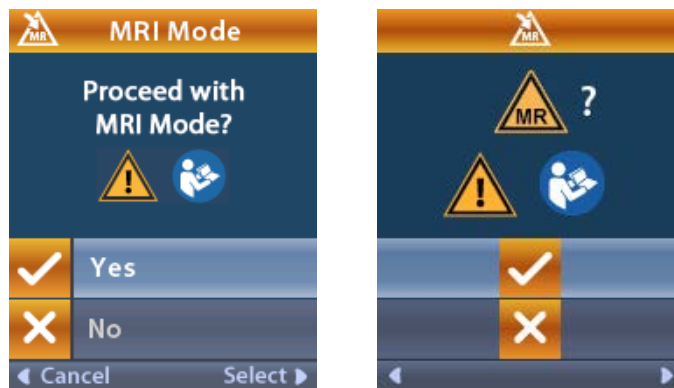 MR MRI Mode
Proceed with
MRI Mode?
!
Yes
No
Cancel Select
MR
MR ?
!